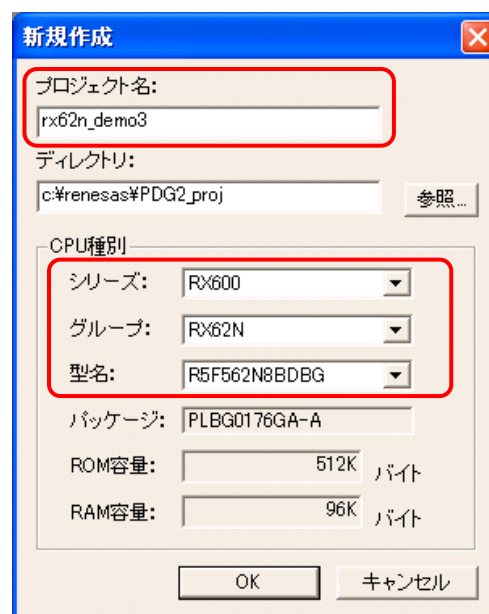 新規作成
プロジェクト名:
rx62n_demo3
ディレクトリ:
c:¥renesas¥PDG2_proj
参照...
CPU種別
シリーズ: RX600
グループ: RX62N
型名: R5F562N8BDBG
パッケージ: PLBG0176GA-A
ROM容量: 512K バイト
RAM容量: 96K バイト
OK キャンセル